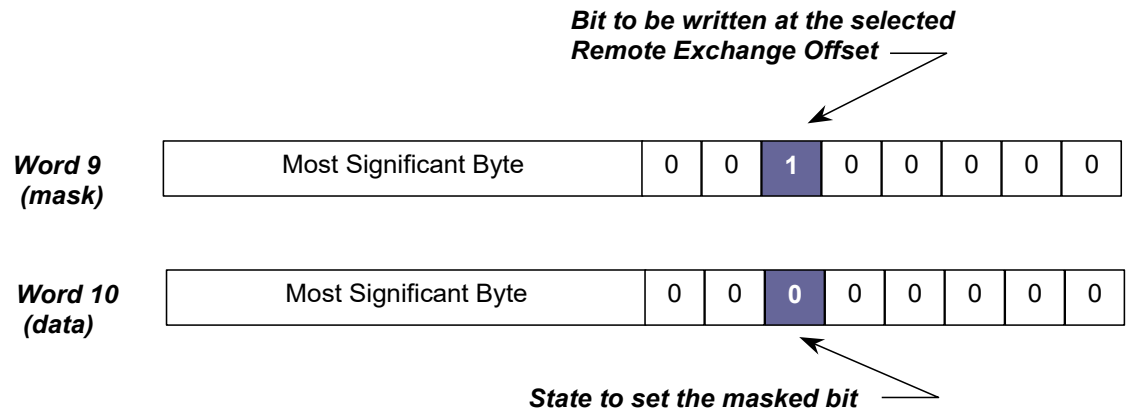 Bit to be written at the selected
Remote Exchange Offset
Word 9 Most Significant Byte 0 0 1 0 0 0 0 0
(mask)
Word 10 Most Significant Byte 0 0 0 0 0 0 0 0
(data)
State to set the masked bit